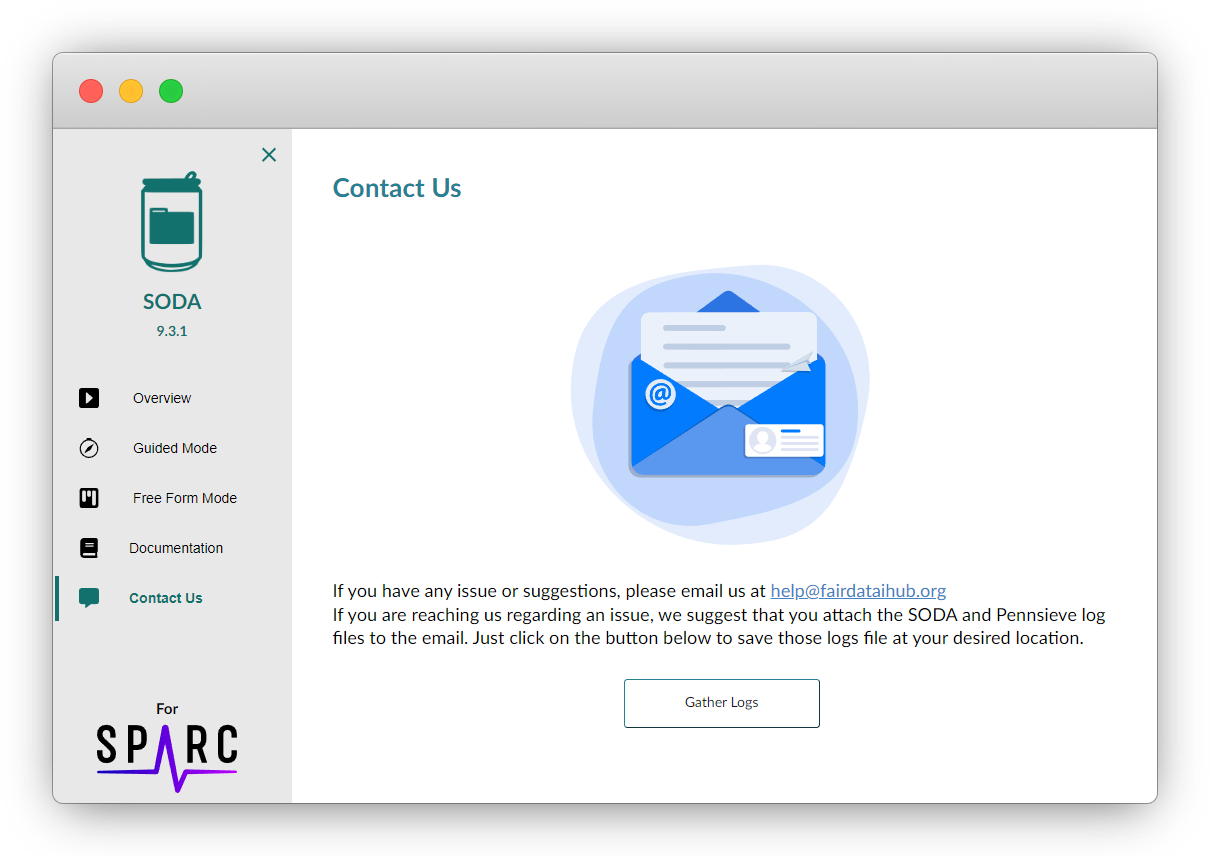 SODA
9.3.1
Overview
Guided Mode
Free Form Mode
Documentation
Contact Us
For
SPARC
Contact Us
@
If you have any issue or suggestions, please email us at help@fairdataihub.org
If you are reaching us regarding an issue, we suggest that you attach the SODA and Pennsieve log
files to the email. Just click on the button below to save those logs file at your desired location.
Gather Logs